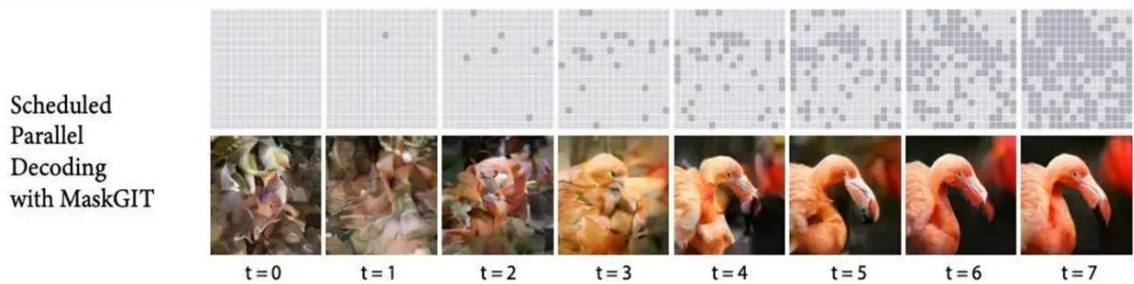 Scheduled
Parallel
Decoding
with MaskGIT
t = 0 t = 1 t = 2 t = 3 t = 4 t = 5 t = 6 t = 7